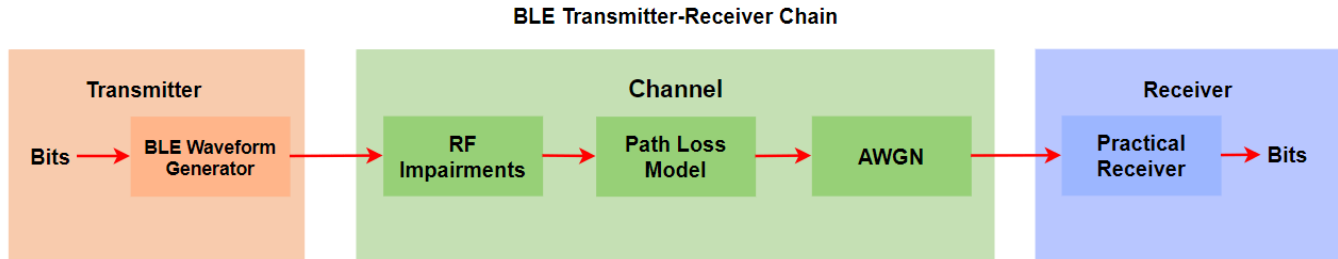 BLE Transmitter-Receiver Chain
Transmitter
Bits
BLE Waveform
Generator
Channel
RF
Impairments
Path Loss
Model
AWGN
Receiver
Practical
Receiver
Bits